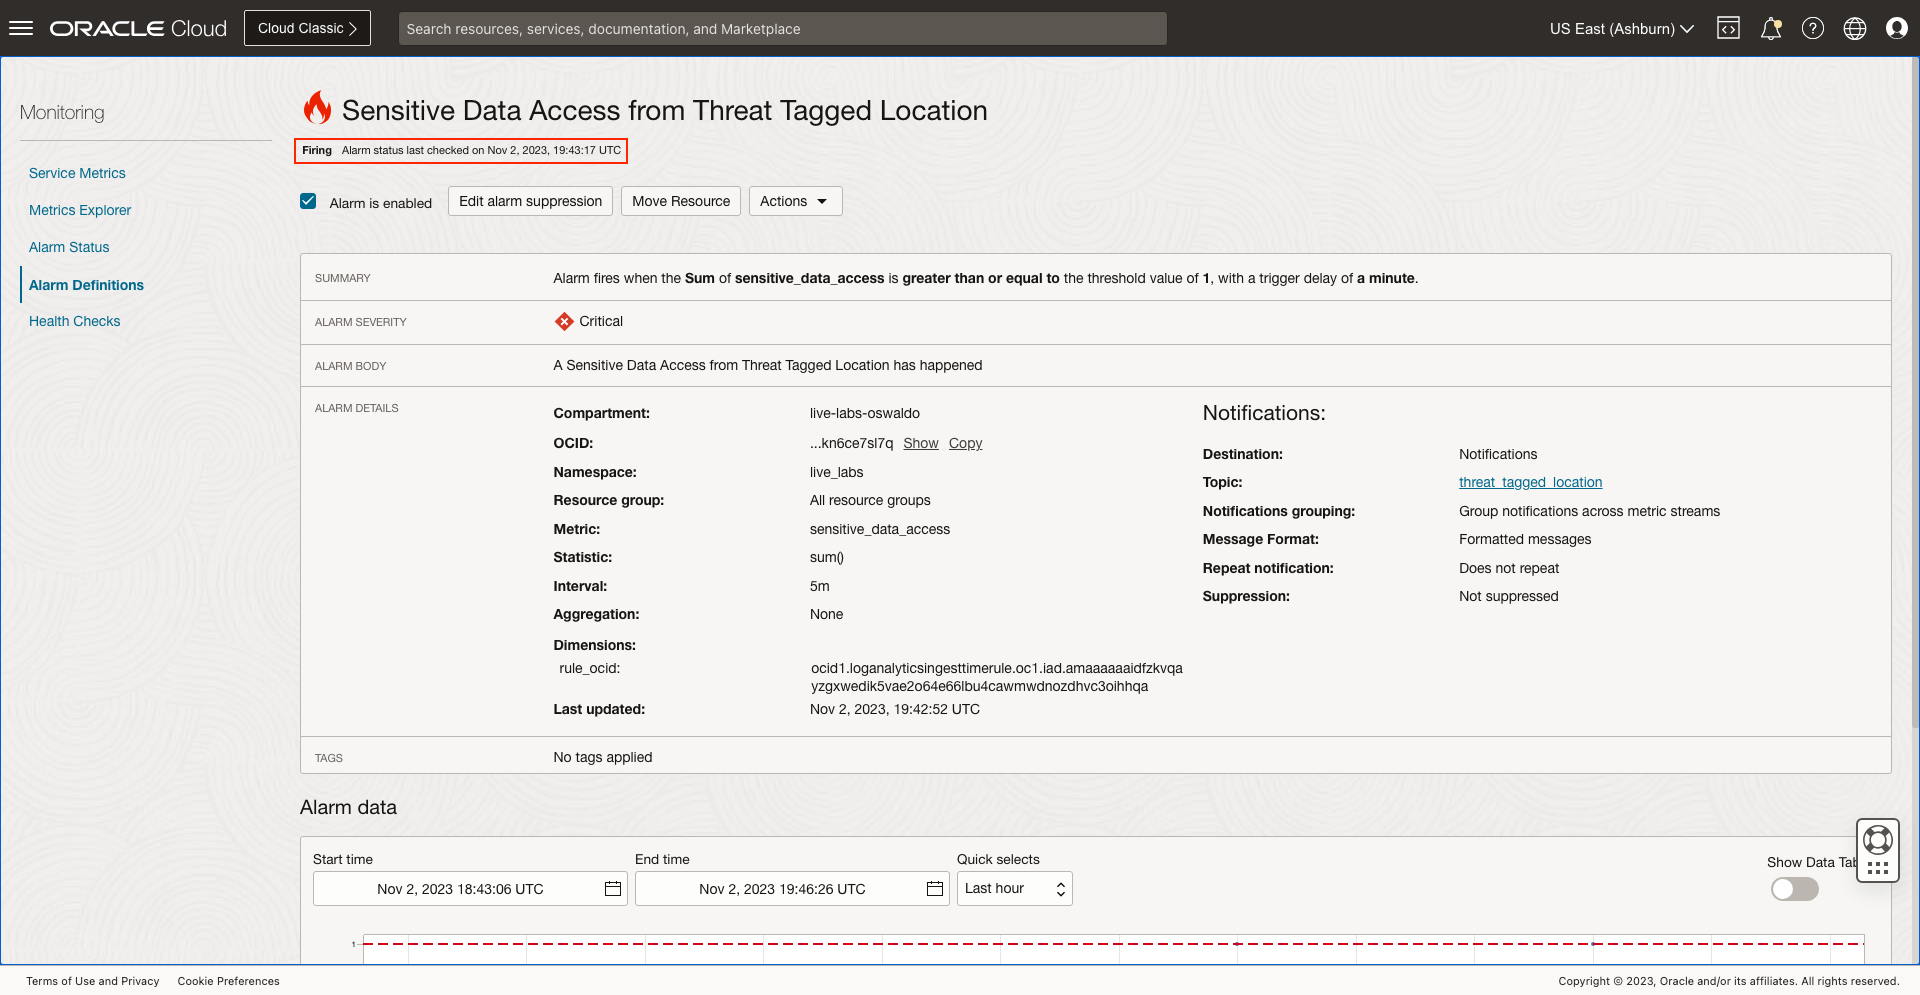 ORACLE Cloud
Cloud Classic
Search resources, services, documentation, and Marketplace
US East (Ashburn)
Monitoring
Service Metrics
Metrics Explorer
Alarm Status
Alarm Definitions
Health Checks
Sensitive Data Access from Threat Tagged Location
Firing Alarm status last checked on Nov 2, 2023, 19:43:17 UTC
Alarm is enabled
Edit alarm suppression
Move Resource
Actions
SUMMARY
Alarm fires when the Sum of sensitive_data_access is greater than or equal to the threshold value of 1, with a trigger delay of a minute.
ALARM SEVERITY
Critical
ALARM BODY
A Sensitive Data Access from Threat Tagged Location has happened
ALARM DETAILS
Compartment: live-labs-oswaldo
OCID: ...kn6ce7sl7q Show Copy
Namespace: live_labs
Resource group: All resource groups
Metric: sensitive_data_access
Statistic: sum()
Interval: 5m
Aggregation: None
Dimensions:
rule_ocid: ocid1.loganalyticsingesttimerule.oc1.iad.amaaaaaaidfzkvqa
yzgxwedik5vae2o64e66lbu4cawmwdnozdhvc3oihhqa
Last updated: Nov 2, 2023, 19:42:52 UTC
Notifications:
Destination: Notifications
Topic: threat_tagged_location
Notifications grouping: Group notifications across metric streams
Message Format: Formatted messages
Repeat notification: Does not repeat
Suppression: Not suppressed
TAGS
No tags applied
Alarm data
Start time
End time
Quick selects
Show Data Tab
Nov 2, 2023 18:43:06 UTC
Nov 2, 2023 19:46:26 UTC
Last hour
1
Terms of Use and Privacy
Cookie Preferences
Copyright © 2023, Oracle and/or its affiliates. All rights reserved.